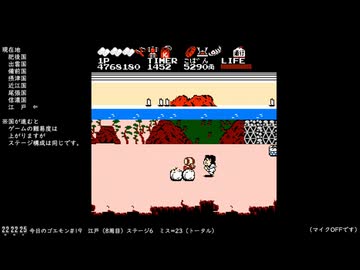 現在地
肥後国
出雲国
備前国
摂津国
近江国
尾張国
信濃国
江 戸 ⇐
※国が進むと
ゲームの難易度は
上がりますが
ステージ構成は同じです。
1P TIMER こばん LIFE
4768180 1452 5290両
22 22 25 今日のゴエモン#19 江戸（8周目）ステージ6 ミス=23（トータル） （マイクOFFです）